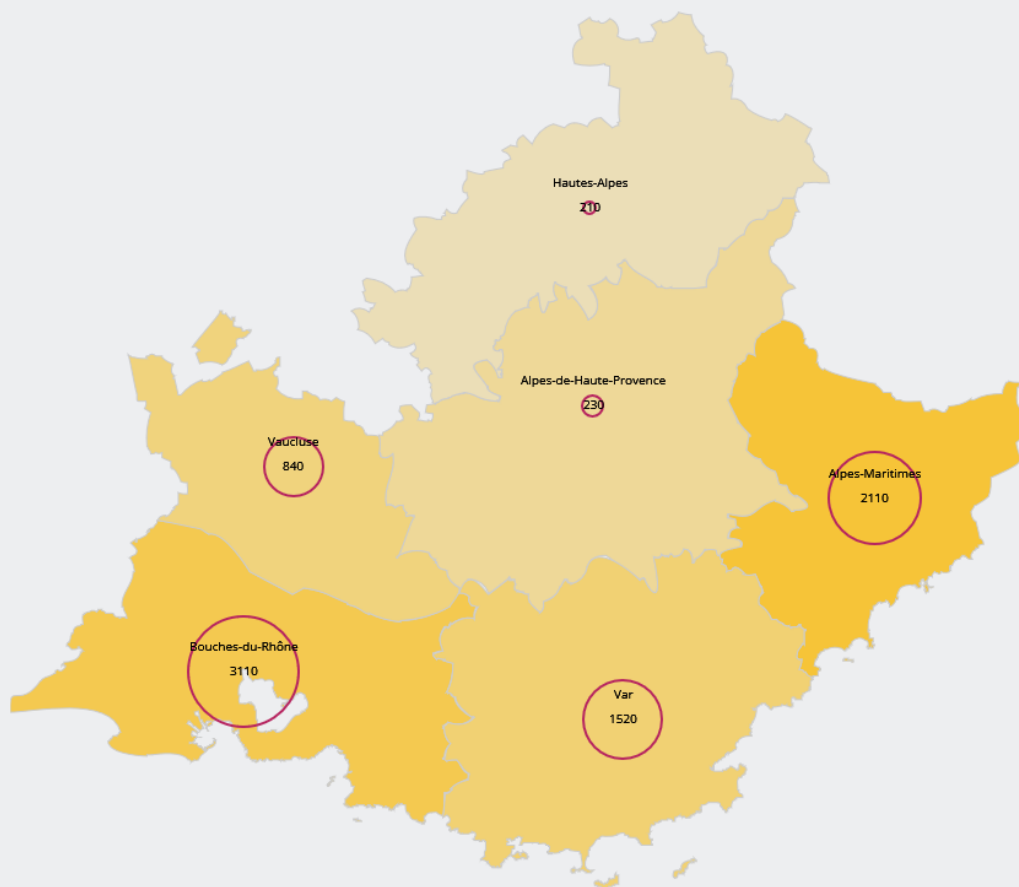 Hautes-Alpes
210
Alpes-de-Haute-Provence
230
Vaucluse
840
Alpes-Maritimes
2110
Bouches-du-Rhône
3110
Var
1520